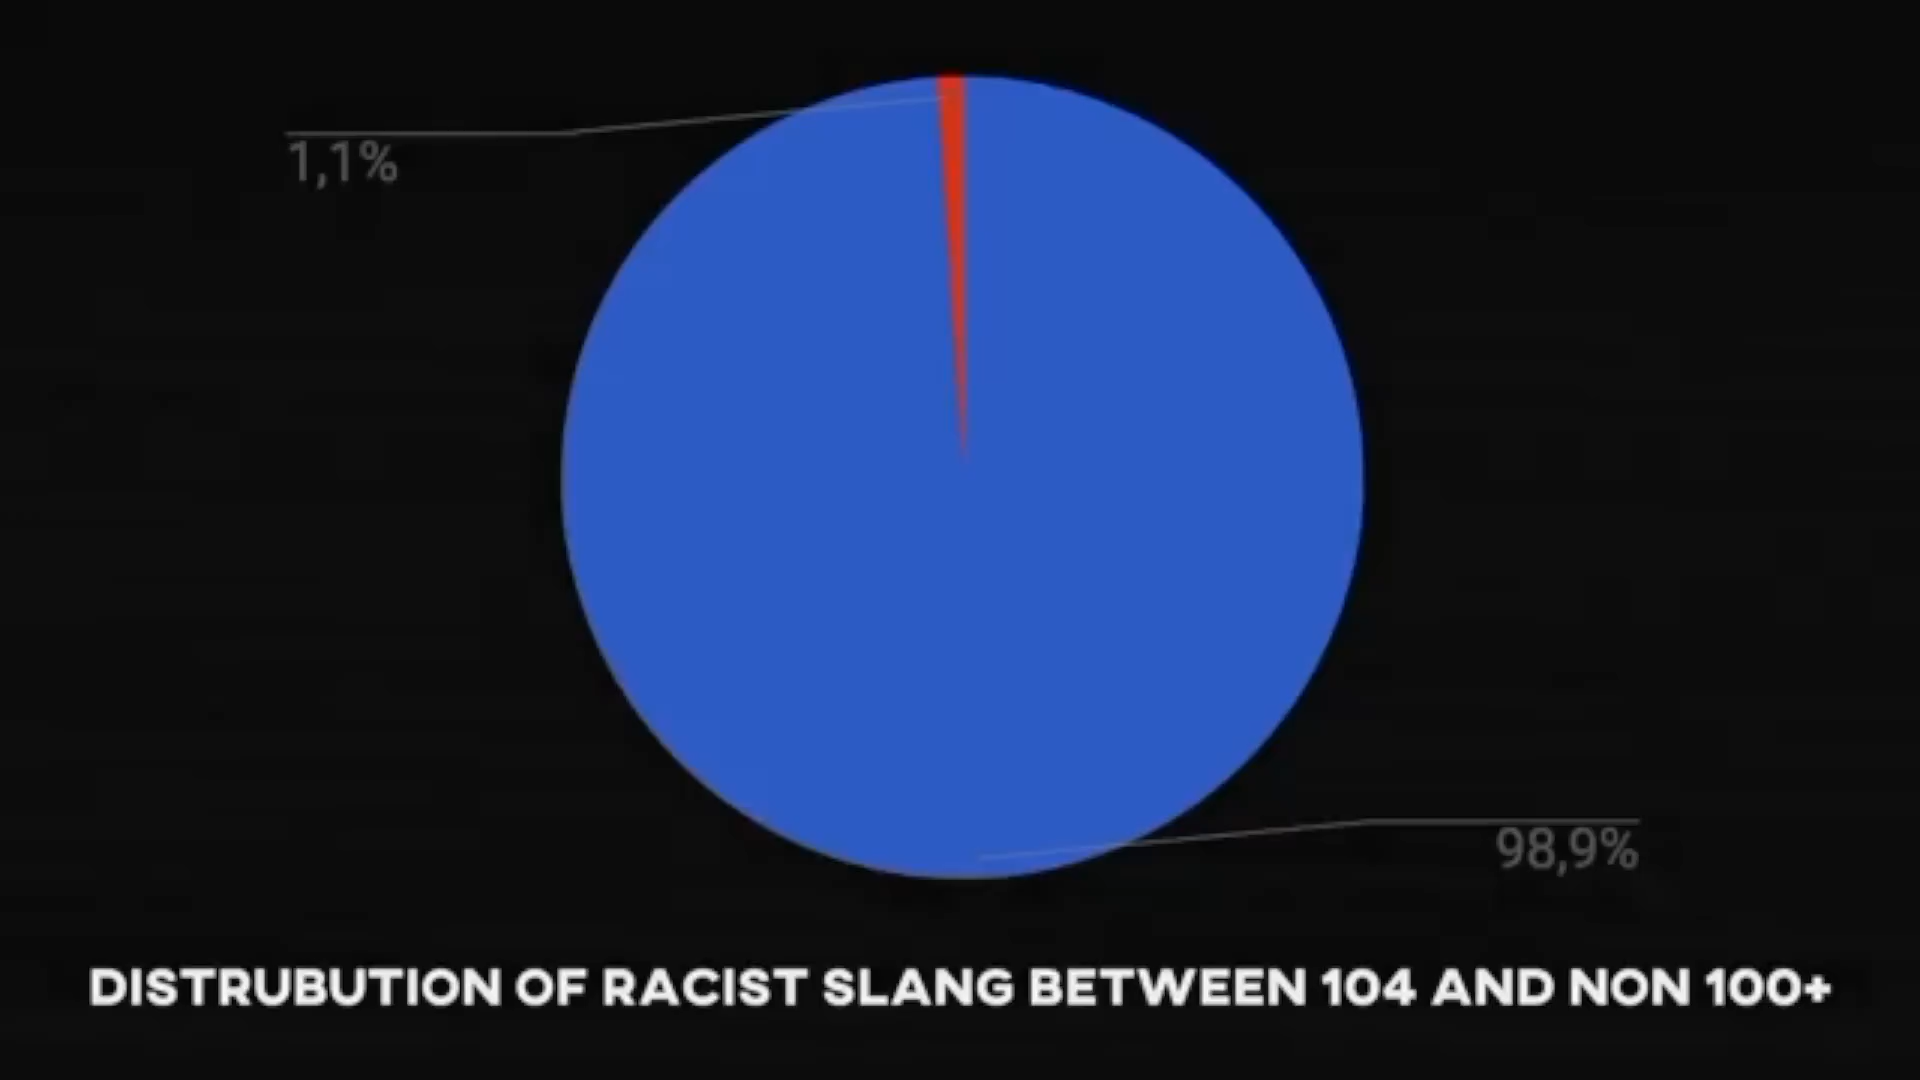 1,1%
98,9%
DISTRUBUTION OF RACIST SLANG BETWEEN 104 AND NON 100+